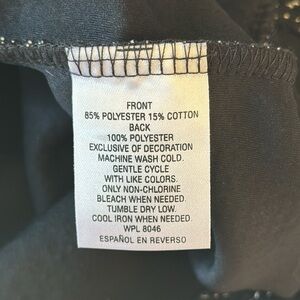 FRONT
85% POLYESTER 15% COTTON
BACK
100% POLYESTER
EXCLUSIVE OF DECORATION
MACHINE WASH COLD.
GENTLE CYCLE
WITH LIKE COLORS.
ONLY NON-CHLORINE
BLEACH WHEN NEEDED.
TUMBLE DRY LOW.
COOL IRON WHEN NEEDED.
WPL 8046
ESPAÑOL EN REVERSO